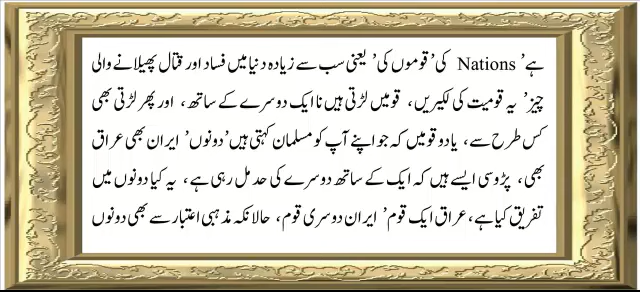 ہے’ Nations کی’ قوموں کی’ یعنی سب سے زیادہ دنیا میں فساد اور قتال پھیلانے والی
چیز’ یہ قومیت کی لکیریں، قومیں لڑتی ہیں نا ایک دوسرے کے ساتھ، اور پھر لڑتی بھی
کس طرح سے، یا دو قومیں کہ جو اپنے آپ کو مسلمان کہتی ہیں’ دونوں’ ایران بھی عراق
بھی، پڑوسی ایسے ہیں کہ ایک کے ساتھ دوسرے کی حد مل رہی ہے، یہ کیا دونوں میں
تفریق کیا ہے، عراق ایک قوم’ ایران دوسری قوم، حالانکہ مذہبی اعتبار سے بھی دونوں